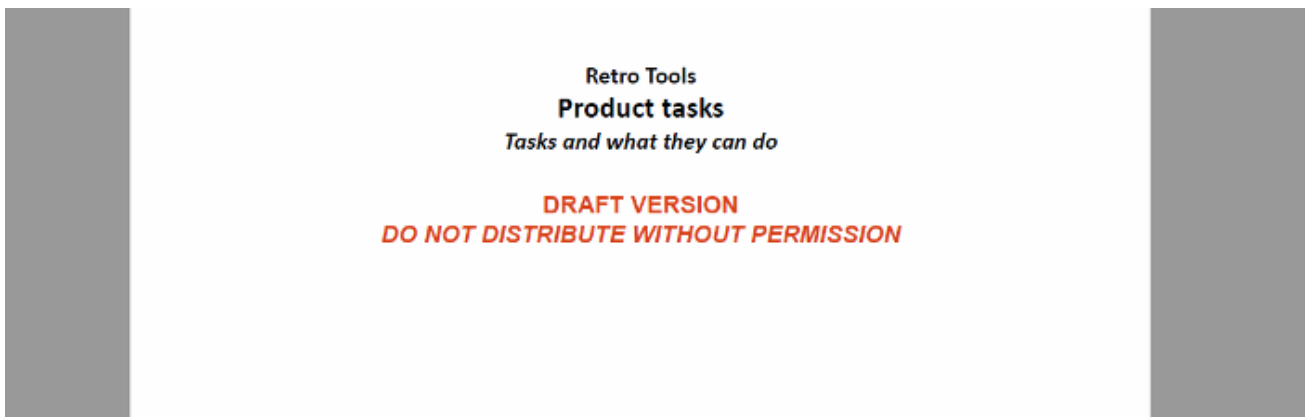 Retro Tools
Product tasks
Tasks and what they can do
DRAFT VERSION
DO NOT DISTRIBUTE WITHOUT PERMISSION